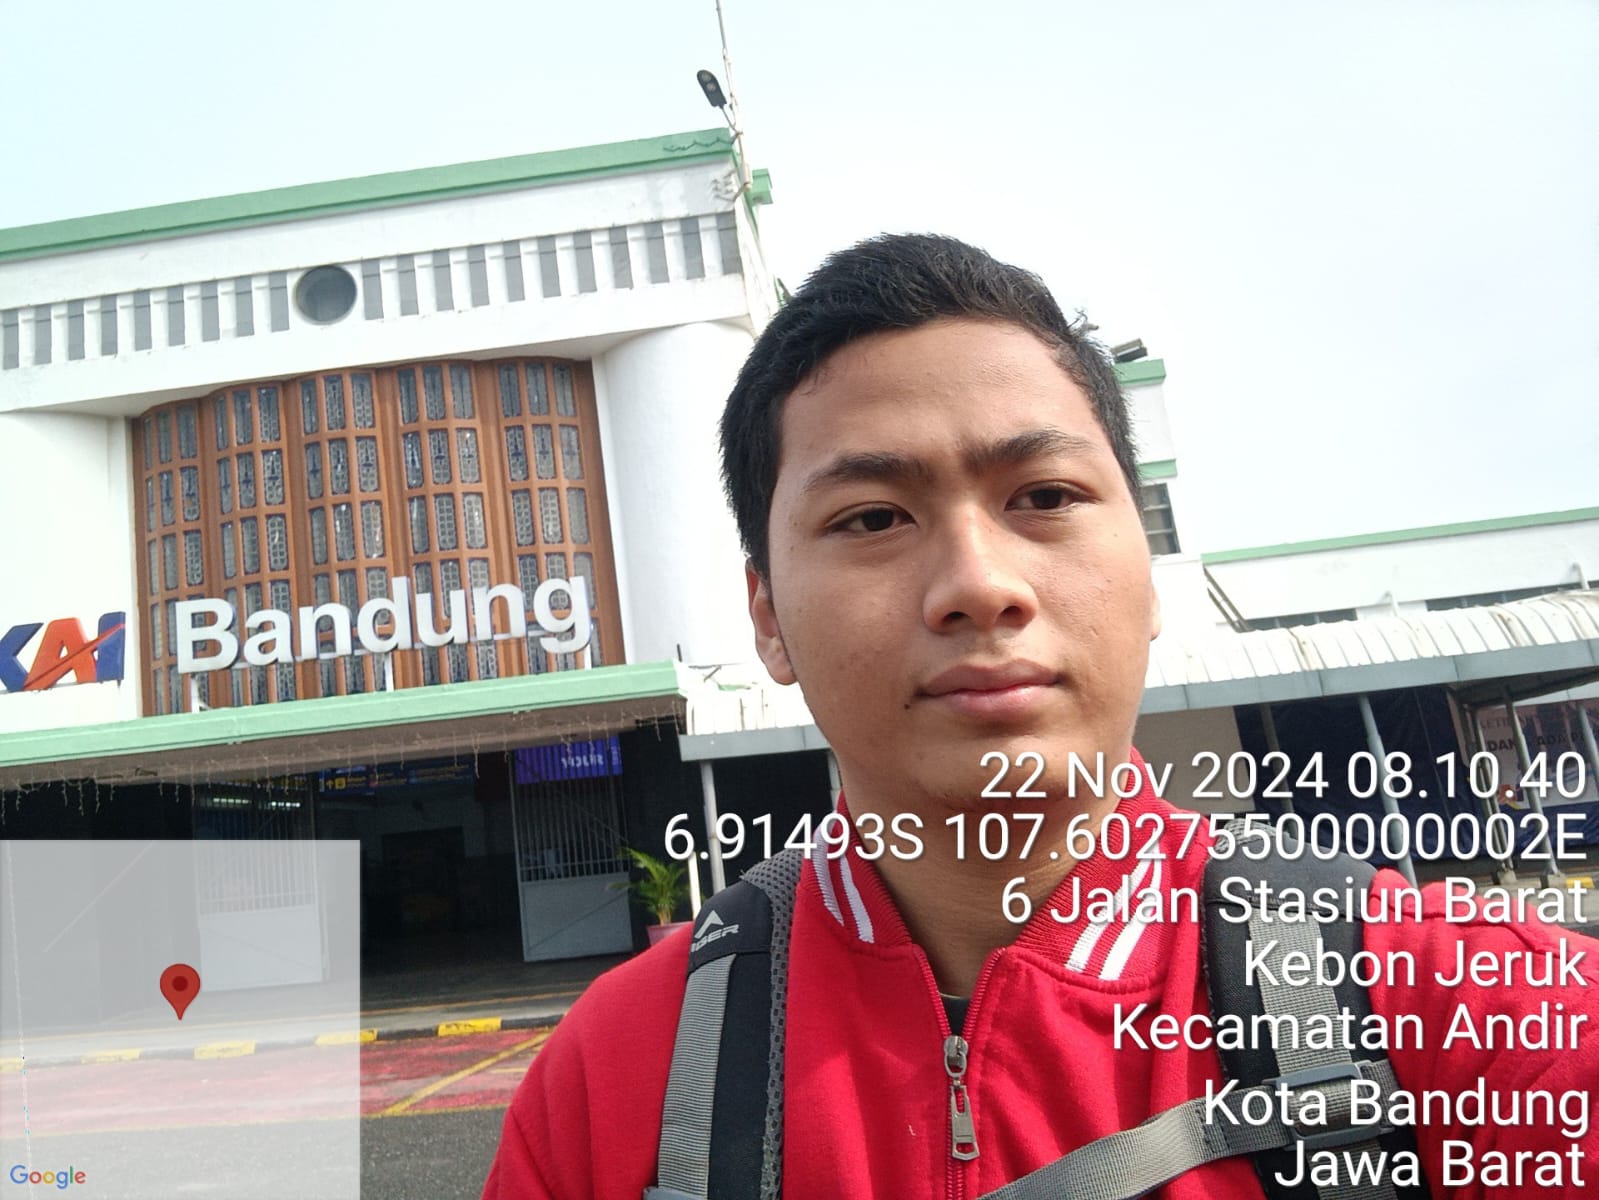 KAI
Bandung
YOUR
22 Nov 2024 08.10.40
6.91493S 107.60275500000002E
6 Jalan Stasiun Barat
Kebon Jeruk
Kecamatan Andir
Kota Bandung
Jawa Barat
Google